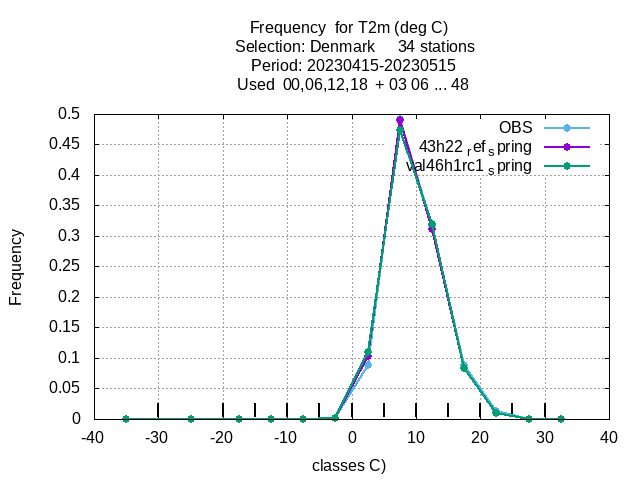 Frequency for T2m (deg C)
Selection: Denmark 34 stations
Period: 20230415-20230515
Used 00,06,12,18 + 03 06 ... 48
0.5
0.45
0.4
0.35
0.3
0.25
0.2
0.15
0.1
0.05
0
Frequency
OBS
43h22 ref spring
val46h1rc1 spring
-40 -30 -20 -10 0 10 20 30 40
classes C)